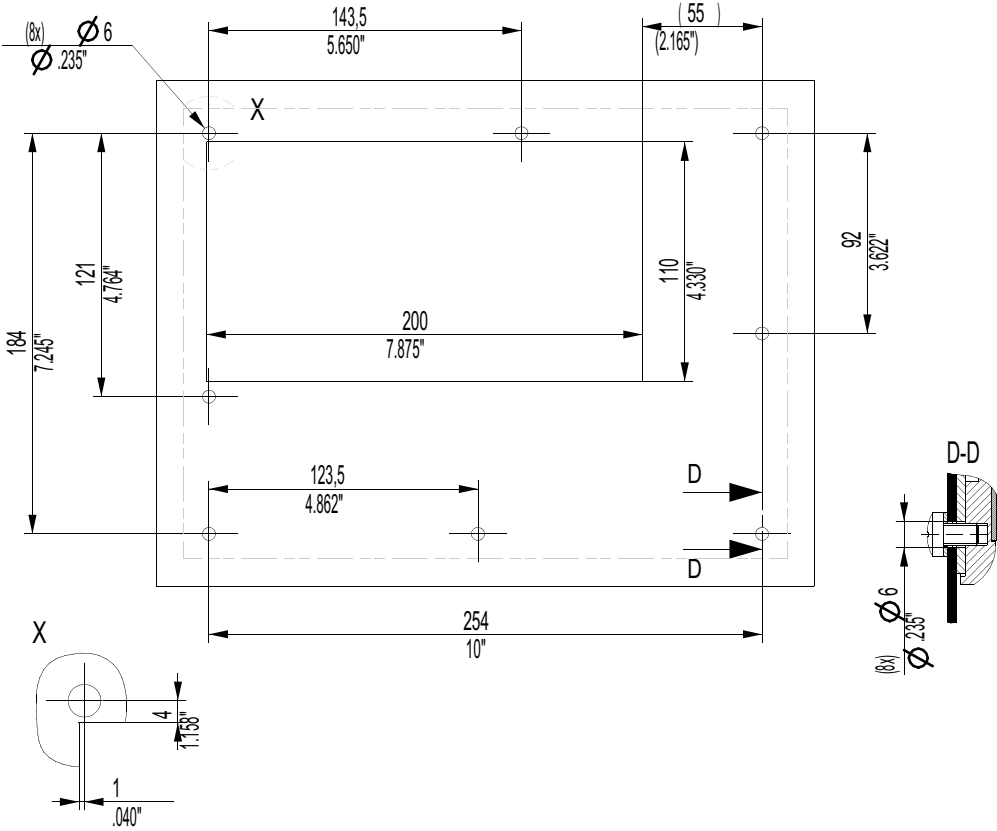 143,5
5.650"
( 55 )
(2.165")
(8x) Ø 6
Ø .235"
X
184
7.245"
121
4.764"
110
4.330"
92
3.622"
200
7.875"
123,5
4.862"
D
D
D-D
254
10"
Ø 6
(8x) Ø .235"
X
4
1.158"
1
.040"